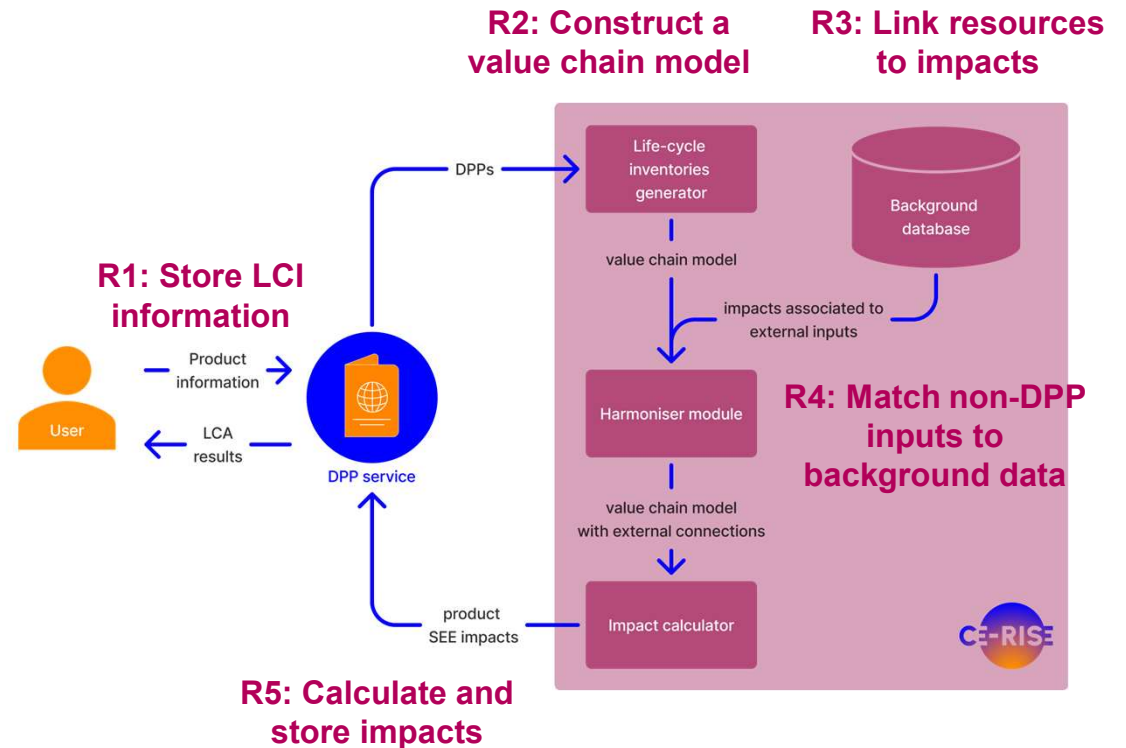 R2: Construct a
value chain model
R3: Link resources
to impacts
Life-cycle
inventories
generator
DPPs
Background
database
value chain model
R1: Store LCI
information
impacts associated to
external inputs
Product
information
User
LCA
results
DPP service
Harmoniser module
R4: Match non-DPP
inputs to
background data
value chain model
with external connections
product
SEE impacts
Impact calculator
CE-RISE
R5: Calculate and
store impacts